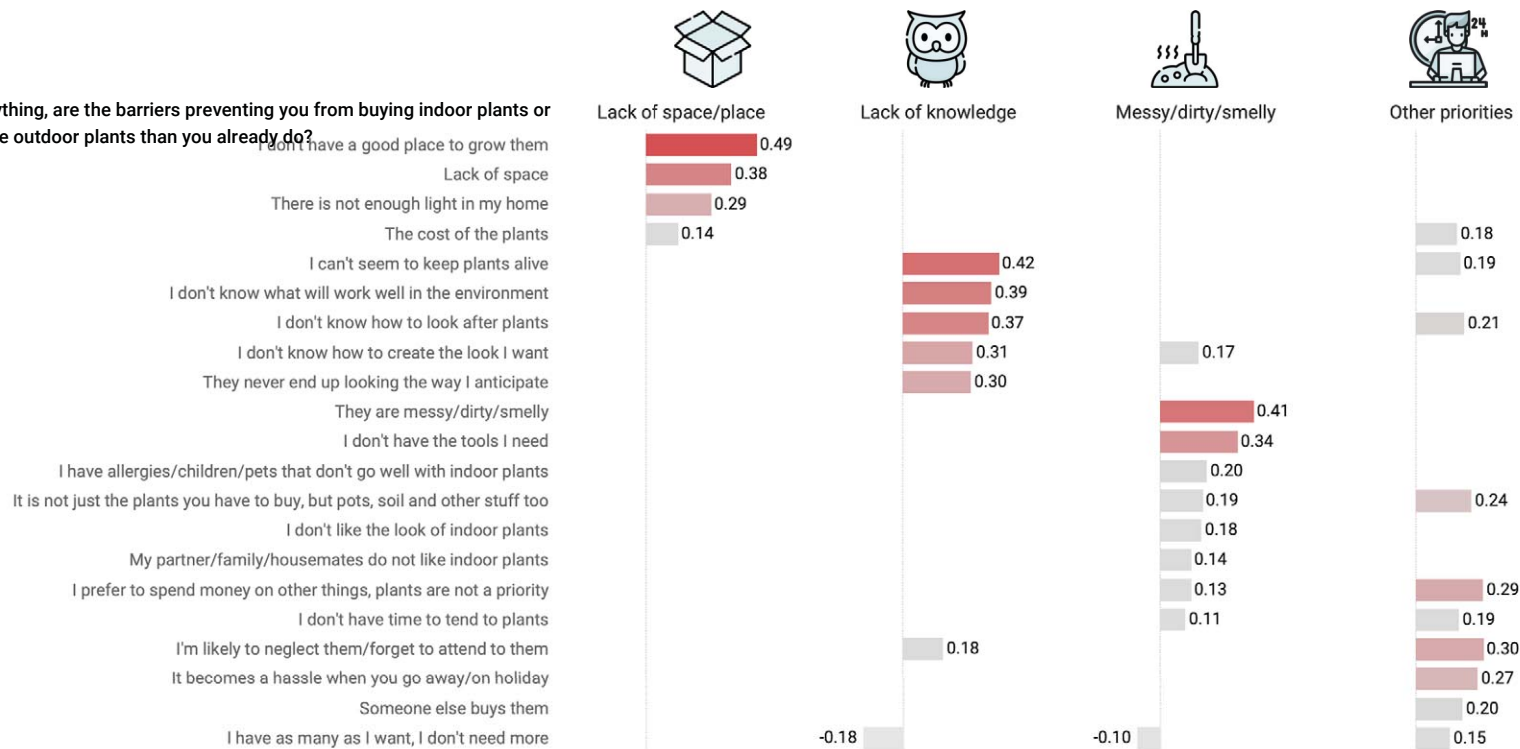 24
H
Lack of space/place Lack of knowledge Messy/dirty/smelly Other priorities
ything, are the barriers preventing you from buying indoor plants or
e outdoor plants than you already do?
I don't have a good place to grow them 0.49
Lack of space 0.38
There is not enough light in my home 0.29
The cost of the plants 0.14 0.18
I can't seem to keep plants alive 0.42 0.19
I don't know what will work well in the environment 0.39
I don't know how to look after plants 0.37 0.21
I don't know how to create the look I want 0.31 0.17
They never end up looking the way I anticipate 0.30
They are messy/dirty/smelly 0.41
I don't have the tools I need 0.34
I have allergies/children/pets that don't go well with indoor plants 0.20
It is not just the plants you have to buy, but pots, soil and other stuff too 0.19 0.24
I don't like the look of indoor plants 0.18
My partner/family/housemates do not like indoor plants 0.14
I prefer to spend money on other things, plants are not a priority 0.13 0.29
I don't have time to tend to plants 0.11 0.19
I'm likely to neglect them/forget to attend to them 0.18 0.30
It becomes a hassle when you go away/on holiday 0.27
Someone else buys them 0.20
I have as many as I want, I don't need more -0.18 -0.10 0.15